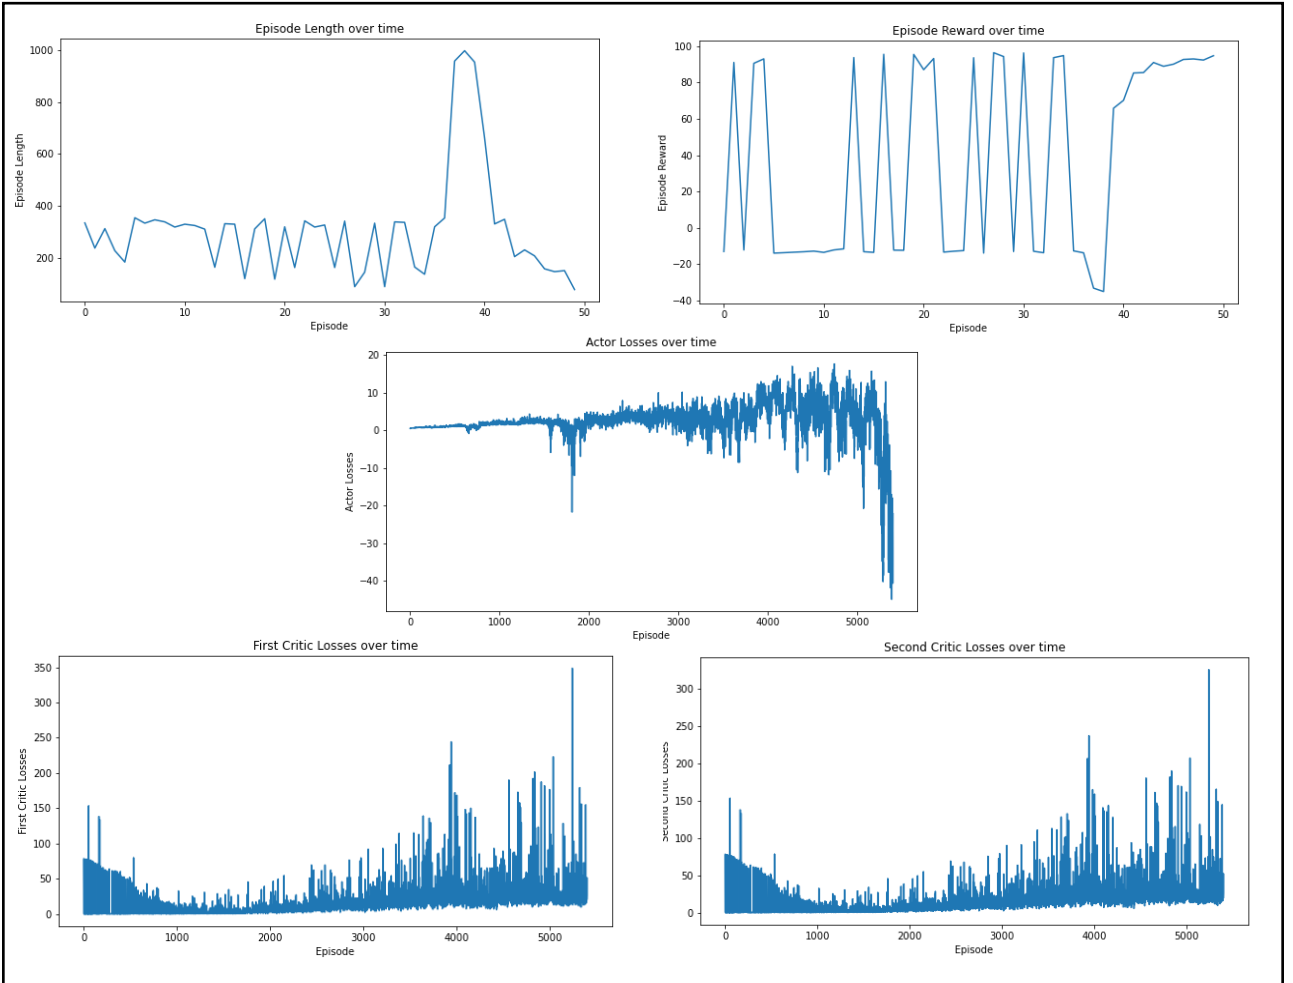 Episode Length over time
Episode Length
1000
800
600
400
200
0 10 20 30 40 50
Episode
Episode Reward over time
Episode Reward
100
80
60
40
20
0
−20
−40
0 10 20 30 40 50
Episode
Actor Losses over time
Actor Losses
20
10
0
−10
−20
−30
−40
0 1000 2000 3000 4000 5000
Episode
First Critic Losses over time
First Critic Losses
350
300
250
200
150
100
50
0
0 1000 2000 3000 4000 5000
Episode
Second Critic Losses over time
Second Critic Losses
300
250
200
150
100
50
0
0 1000 2000 3000 4000 5000
Episode